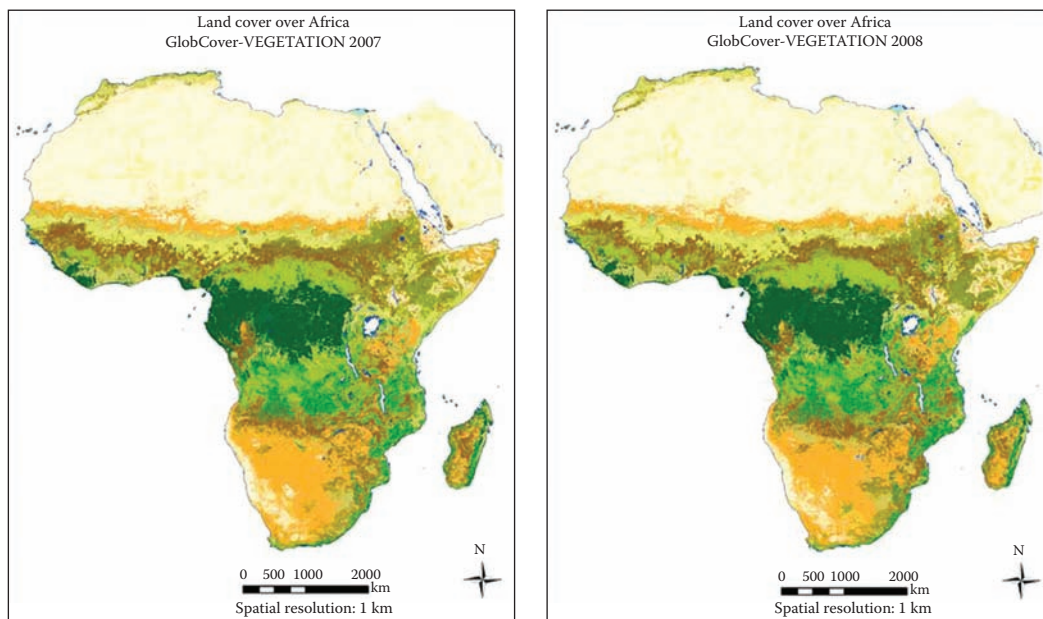 Land cover over Africa
GlobCover-VEGETATION 2007
N
0 500 1000 2000
km
Spatial resolution: 1 km
Land cover over Africa
GlobCover-VEGETATION 2008
N
0 500 1000 2000
km
Spatial resolution: 1 km